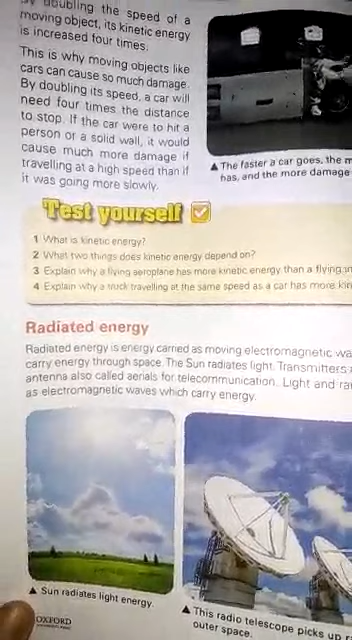 by doubling the speed of a
moving object, its kinetic energy
is increased four times.
This is why moving objects like
cars can cause so much damage.
By doubling its speed, a car will
need four times the distance
to stop. If the car were to hit a
person or a solid wall, it would
cause much more damage if
travelling at a high speed than if
it was going more slowly.
▲ The faster a car goes, the m
has, and the more damage
Test yourself
1 What is kinetic energy?
2 What two things does kinetic energy depend on?
3 Explain why a flying aeroplane has more kinetic energy than a flying
4 Explain why a truck travelling at the same speed as a car has more kin
Radiated energy
Radiated energy is energy carried as moving electromagnetic wa
carry energy through space. The Sun radiates light. Transmitters
antenna also called aerials for telecommunication. Light and ra
as electromagnetic waves which carry energy.
▲ Sun radiates light energy.
▲ This radio telescope picks up
outer space.
OXFORD